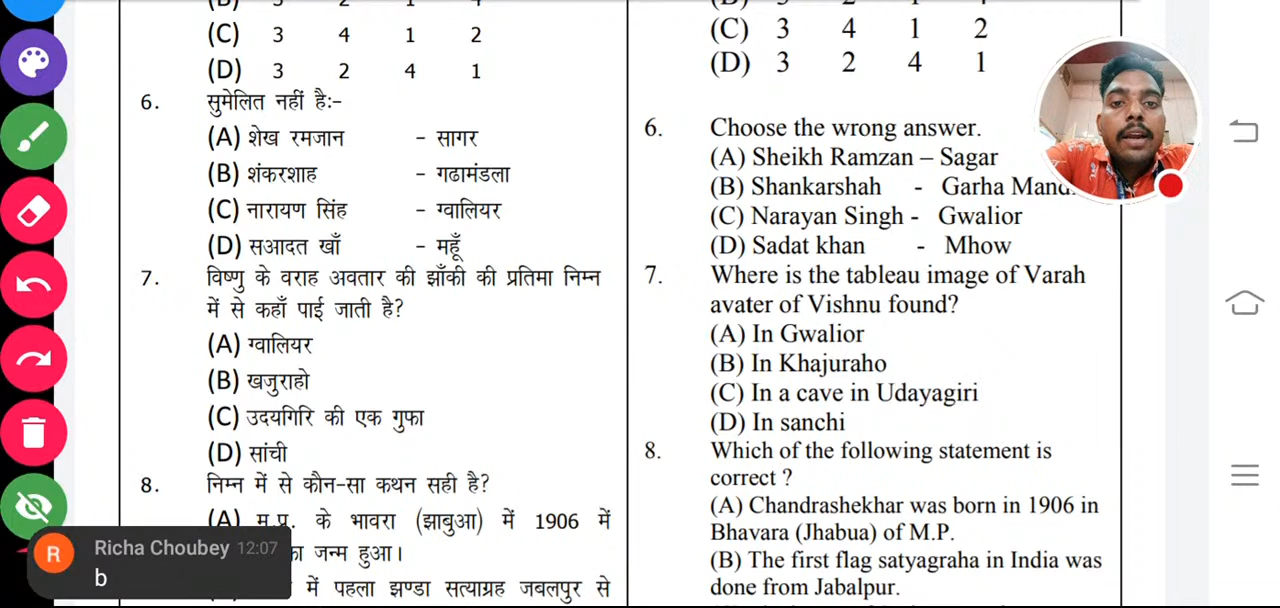 (C) 3 4 1 2
(D) 3 2 4 1
6. सुमेलित नहीं है:-
(A) शेख रमजान - सागर
(B) शंकरशाह - गढामंडला
(C) नारायण सिंह - ग्वालियर
(D) सआदत खाँ - महूँ
7. विष्णु के वराह अवतार की झाँकी की प्रतिमा निम्न
में से कहाँ पाई जाती है?
(A) ग्वालियर
(B) खजुराहो
(C) उदयगिरि की एक गुफा
(D) सांची
8. निम्न में से कौन-सा कथन सही है?
(A) म.प्र. के भावरा (झाबुआ) में 1906 में
का जन्म हुआ।
में पहला झण्डा सत्याग्रह जबलपुर से
Richa Choubey 12:07
b
(C) 3 4 1 2
(D) 3 2 4 1
6. Choose the wrong answer.
(A) Sheikh Ramzan – Sagar
(B) Shankarshah - Garha
(C) Narayan Singh - Gwalior
(D) Sadat khan - Mhow
7. Where is the tableau image of Varah
avater of Vishnu found?
(A) In Gwalior
(B) In Khajuraho
(C) In a cave in Udayagiri
(D) In sanchi
8. Which of the following statement is
correct ?
(A) Chandrashekhar was born in 1906 in
Bhavara (Jhabua) of M.P.
(B) The first flag satyagraha in India was
done from Jabalpur.